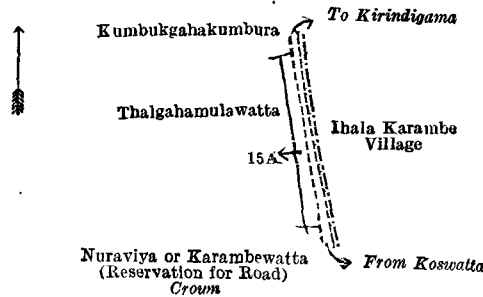 To Kirindigama
Kumbukgahakumbura
Thalgahamulawatta
Ihala Karambe
Village
15A
Nuraviya or Karambewatta
(Reservation for Road)
Crown
From Koswatta